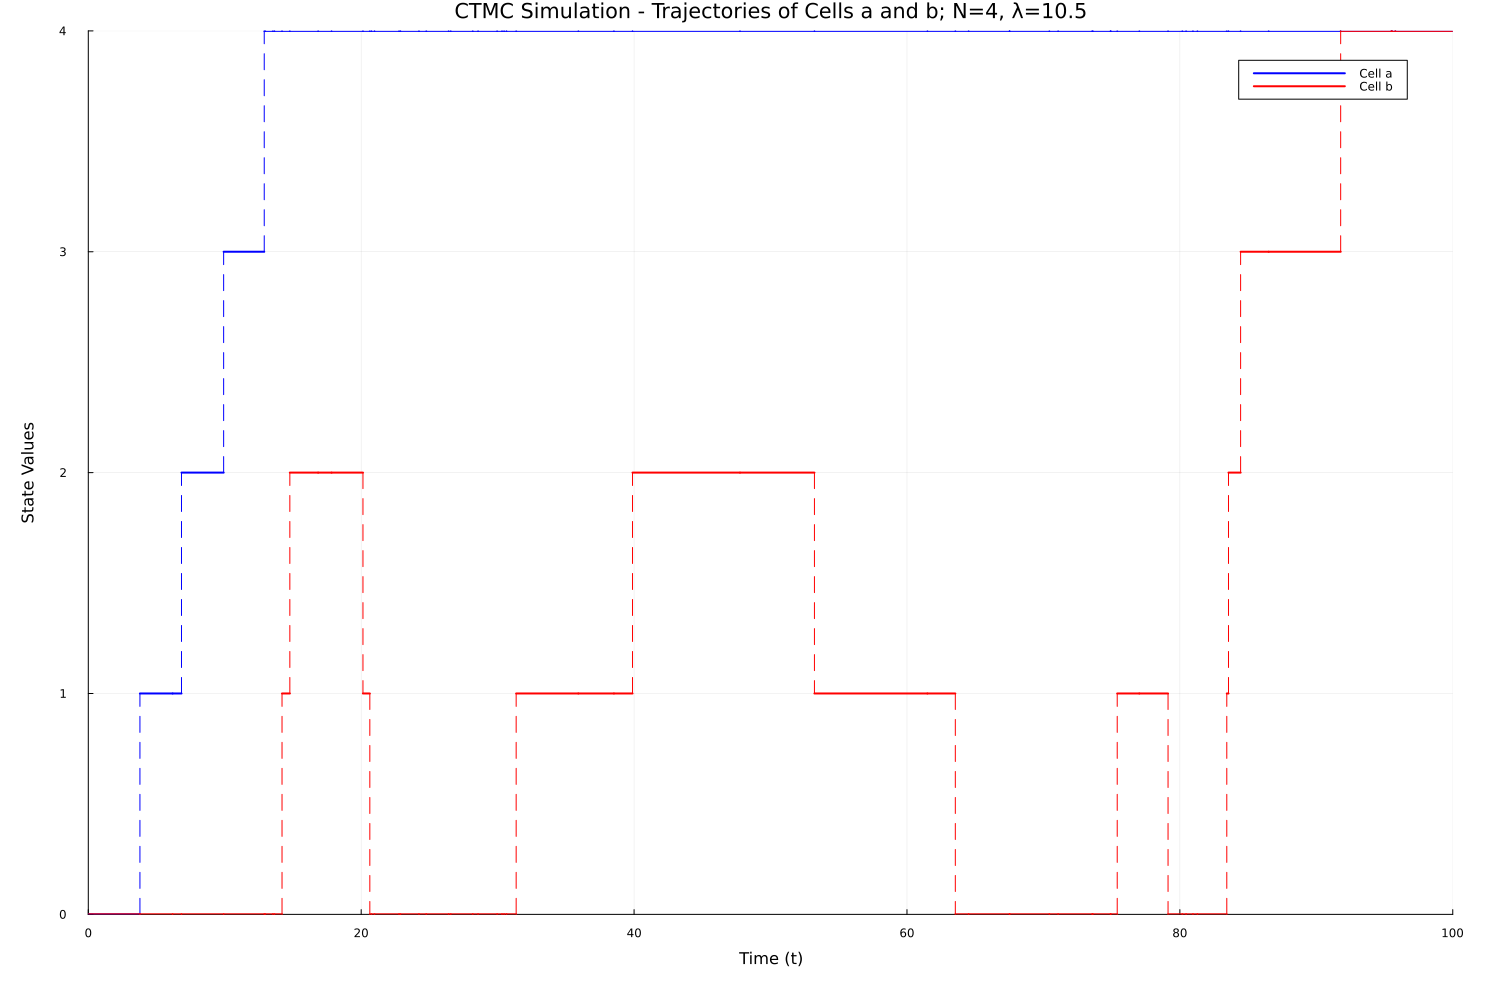 CTMC Simulation - Trajectories of Cells a and b; N=4, λ=10.5
4
Cell a
Cell b
3
State Values
2
1
0
0 20 40 60 80 100
Time (t)